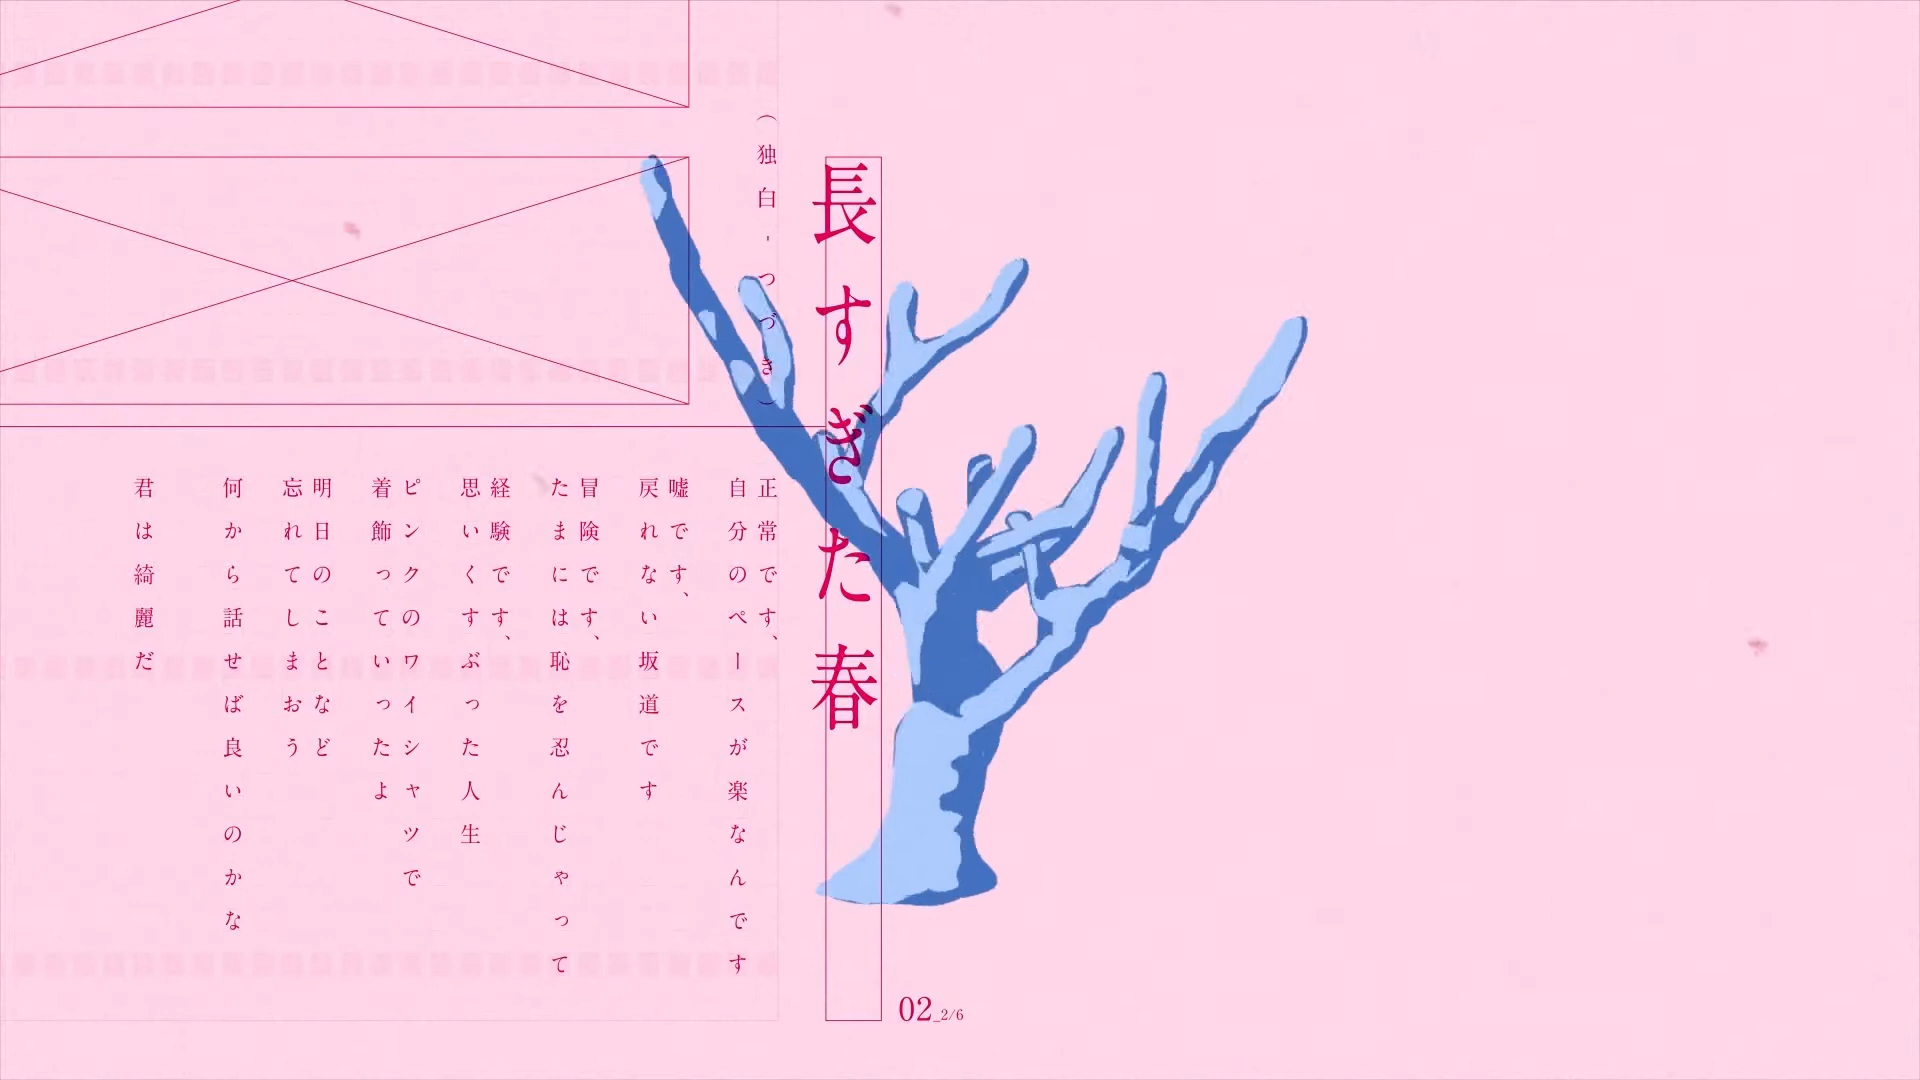 長すぎた春
（独白-つづき）
正常です、
自分のペースが楽なんです
嘘です、
戻れない坂道です
冒険です、
たまには恥を忍んじゃって
経験です、
思いくすぶった人生
ピンクのワイシャツで
着飾っていったよ
明日のことなど
忘れてしまおう
何から話せば良いのかな
君は綺麗だ
02_2/6